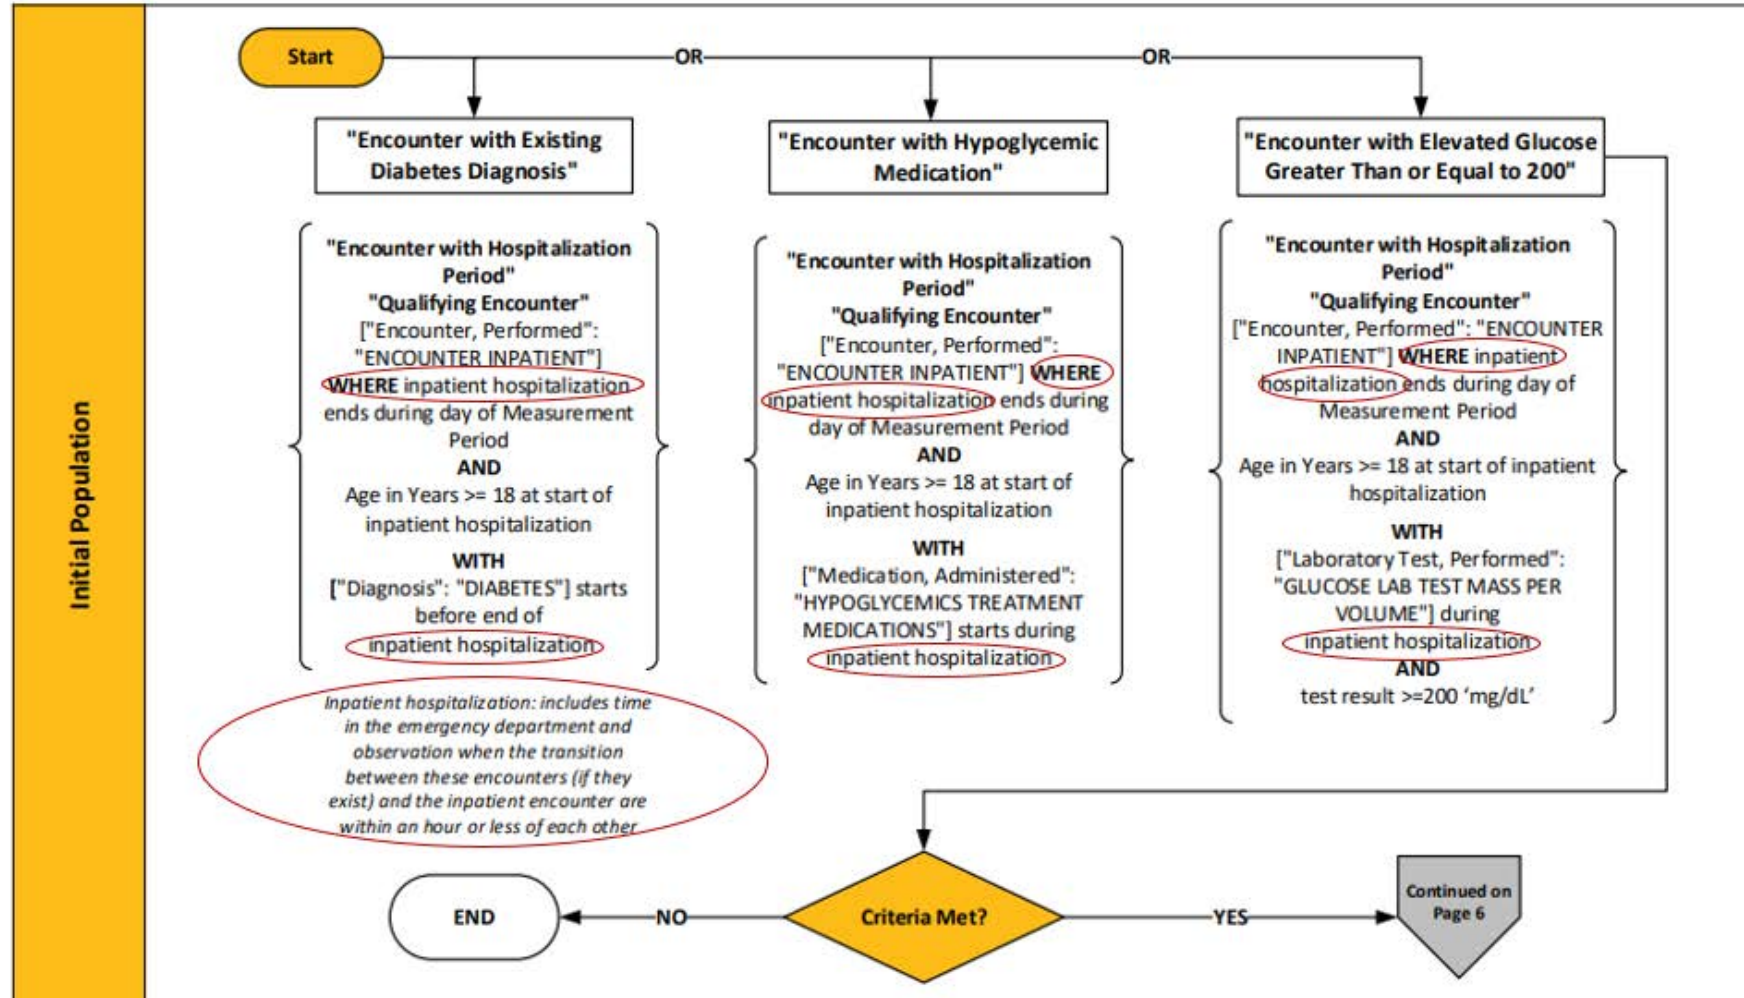 Initial Population
Start
OR
OR
"Encounter with Existing
Diabetes Diagnosis"
"Encounter with Hospitalization
Period"
"Qualifying Encounter"
["Encounter, Performed":
"ENCOUNTER INPATIENT"]
WHERE inpatient hospitalization
ends during day of Measurement
Period
AND
Age in Years >= 18 at start of
inpatient hospitalization
WITH
["Diagnosis": "DIABETES"] starts
before end of
inpatient hospitalization
Inpatient hospitalization: includes time
in the emergency department and
observation when the transition
between these encounters (if they
exist) and the inpatient encounter are
within an hour or less of each other
"Encounter with Hypoglycemic
Medication"
"Encounter with Hospitalization
Period"
"Qualifying Encounter"
["Encounter, Performed":
"ENCOUNTER INPATIENT"] WHERE
inpatient hospitalization ends during
day of Measurement Period
AND
Age in Years >= 18 at start of
inpatient hospitalization
WITH
["Medication, Administered":
"HYPOGLYCEMICS TREATMENT
MEDICATIONS"] starts during
inpatient hospitalization
"Encounter with Elevated Glucose
Greater Than or Equal to 200"
"Encounter with Hospitalization
Period"
"Qualifying Encounter"
["Encounter, Performed": "ENCOUNTER
INPATIENT"] WHERE inpatient
hospitalization ends during day of
Measurement Period
AND
Age in Years >= 18 at start of inpatient
hospitalization
WITH
["Laboratory Test, Performed":
"GLUCOSE LAB TEST MASS PER
VOLUME"] during
inpatient hospitalization
AND
test result >=200 ‘mg/dL’
END
NO
Criteria Met?
YES
Continued on
Page 6